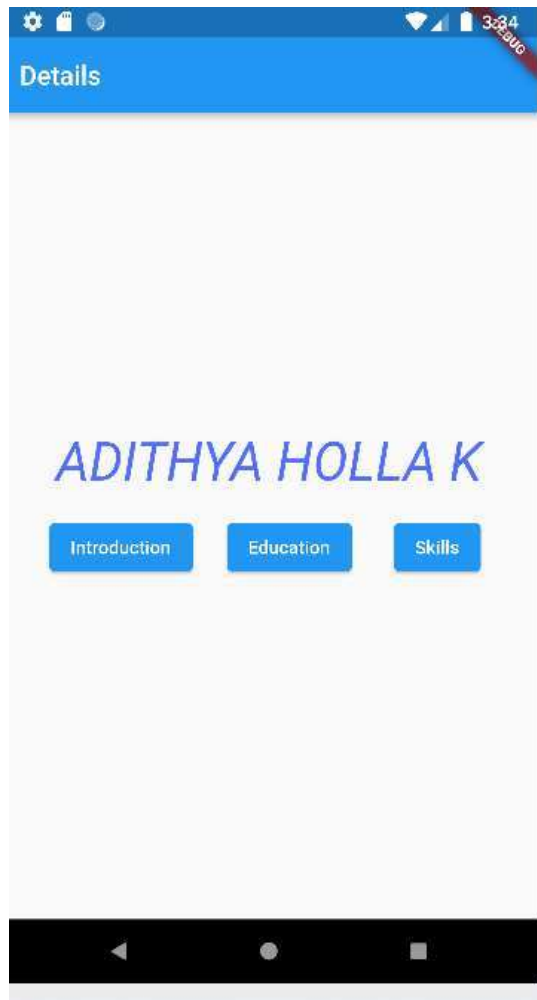 3:34
DEBUG
Details
ADITHYA HOLLA K
Introduction Education Skills